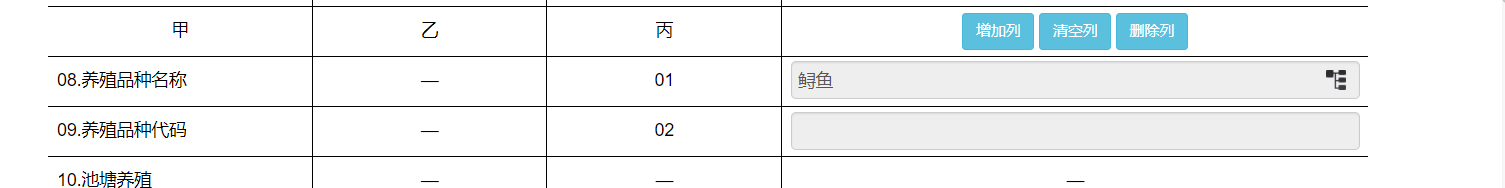 甲 乙 丙 增加列 清空列 删除列
08.养殖品种名称 — 01 鲟鱼
09.养殖品种代码 — 02
10.池塘养殖 — — —